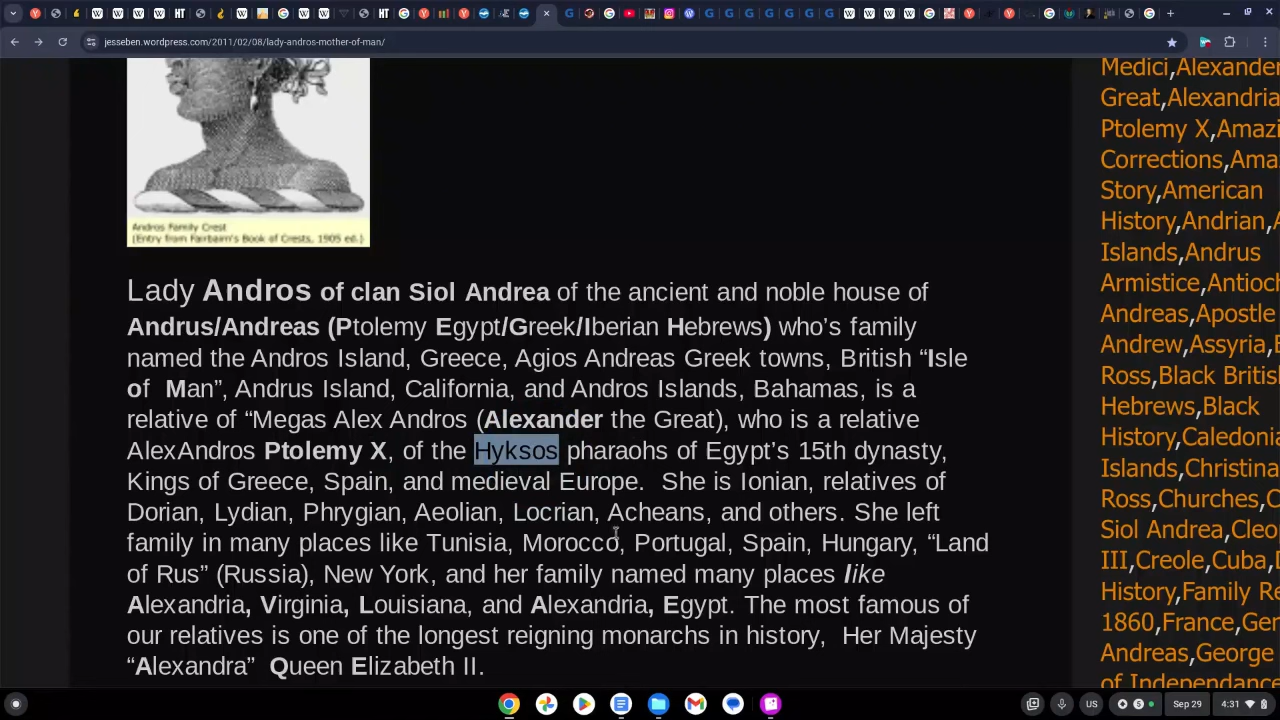 jesseben.wordpress.com/2011/02/08/lady-andros-mother-of-man/
Andros Family Crest
(Entry from Fairbairn's Book of Crests, 1905 ed.)
Lady Andros of clan Siol Andrea of the ancient and noble house of
Andrus/Andreas (Ptolemy Egypt/Greek/Iberian Hebrews) who's family
named the Andros Island, Greece, Agios Andreas Greek towns, British “Isle
of Man”, Andrus Island, California, and Andros Islands, Bahamas, is a
relative of “Megas Alex Andros (Alexander the Great), who is a relative
AlexAndros Ptolemy X, of the Hyksos pharaohs of Egypt’s 15th dynasty,
Kings of Greece, Spain, and medieval Europe. She is Ionian, relatives of
Dorian, Lydian, Phrygian, Aeolian, Locrian, Acheans, and others. She left
family in many places like Tunisia, Morocco, Portugal, Spain, Hungary, “Land
of Rus” (Russia), New York, and her family named many places like
Alexandria, Virginia, Louisiana, and Alexandria, Egypt. The most famous of
our relatives is one of the longest reigning monarchs in history, Her Majesty
“Alexandra” Queen Elizabeth II.
Medici,Alexander
Great,Alexandria
Ptolemy X,Amazi
Corrections,Ama
Story,American
History,Andrian,A
Islands,Andrus
Armistice,Antioch
Andreas,Apostle
Andrew,Assyria,B
Ross,Black British
Hebrews,Black
History,Caledonia
Islands,Christina
Ross,Churches,C
Siol Andrea,Cleo
III,Creole,Cuba,
History,Family Re
1860,France,Gen
Andreas,George
of Independence
US
Sep 29
4:31